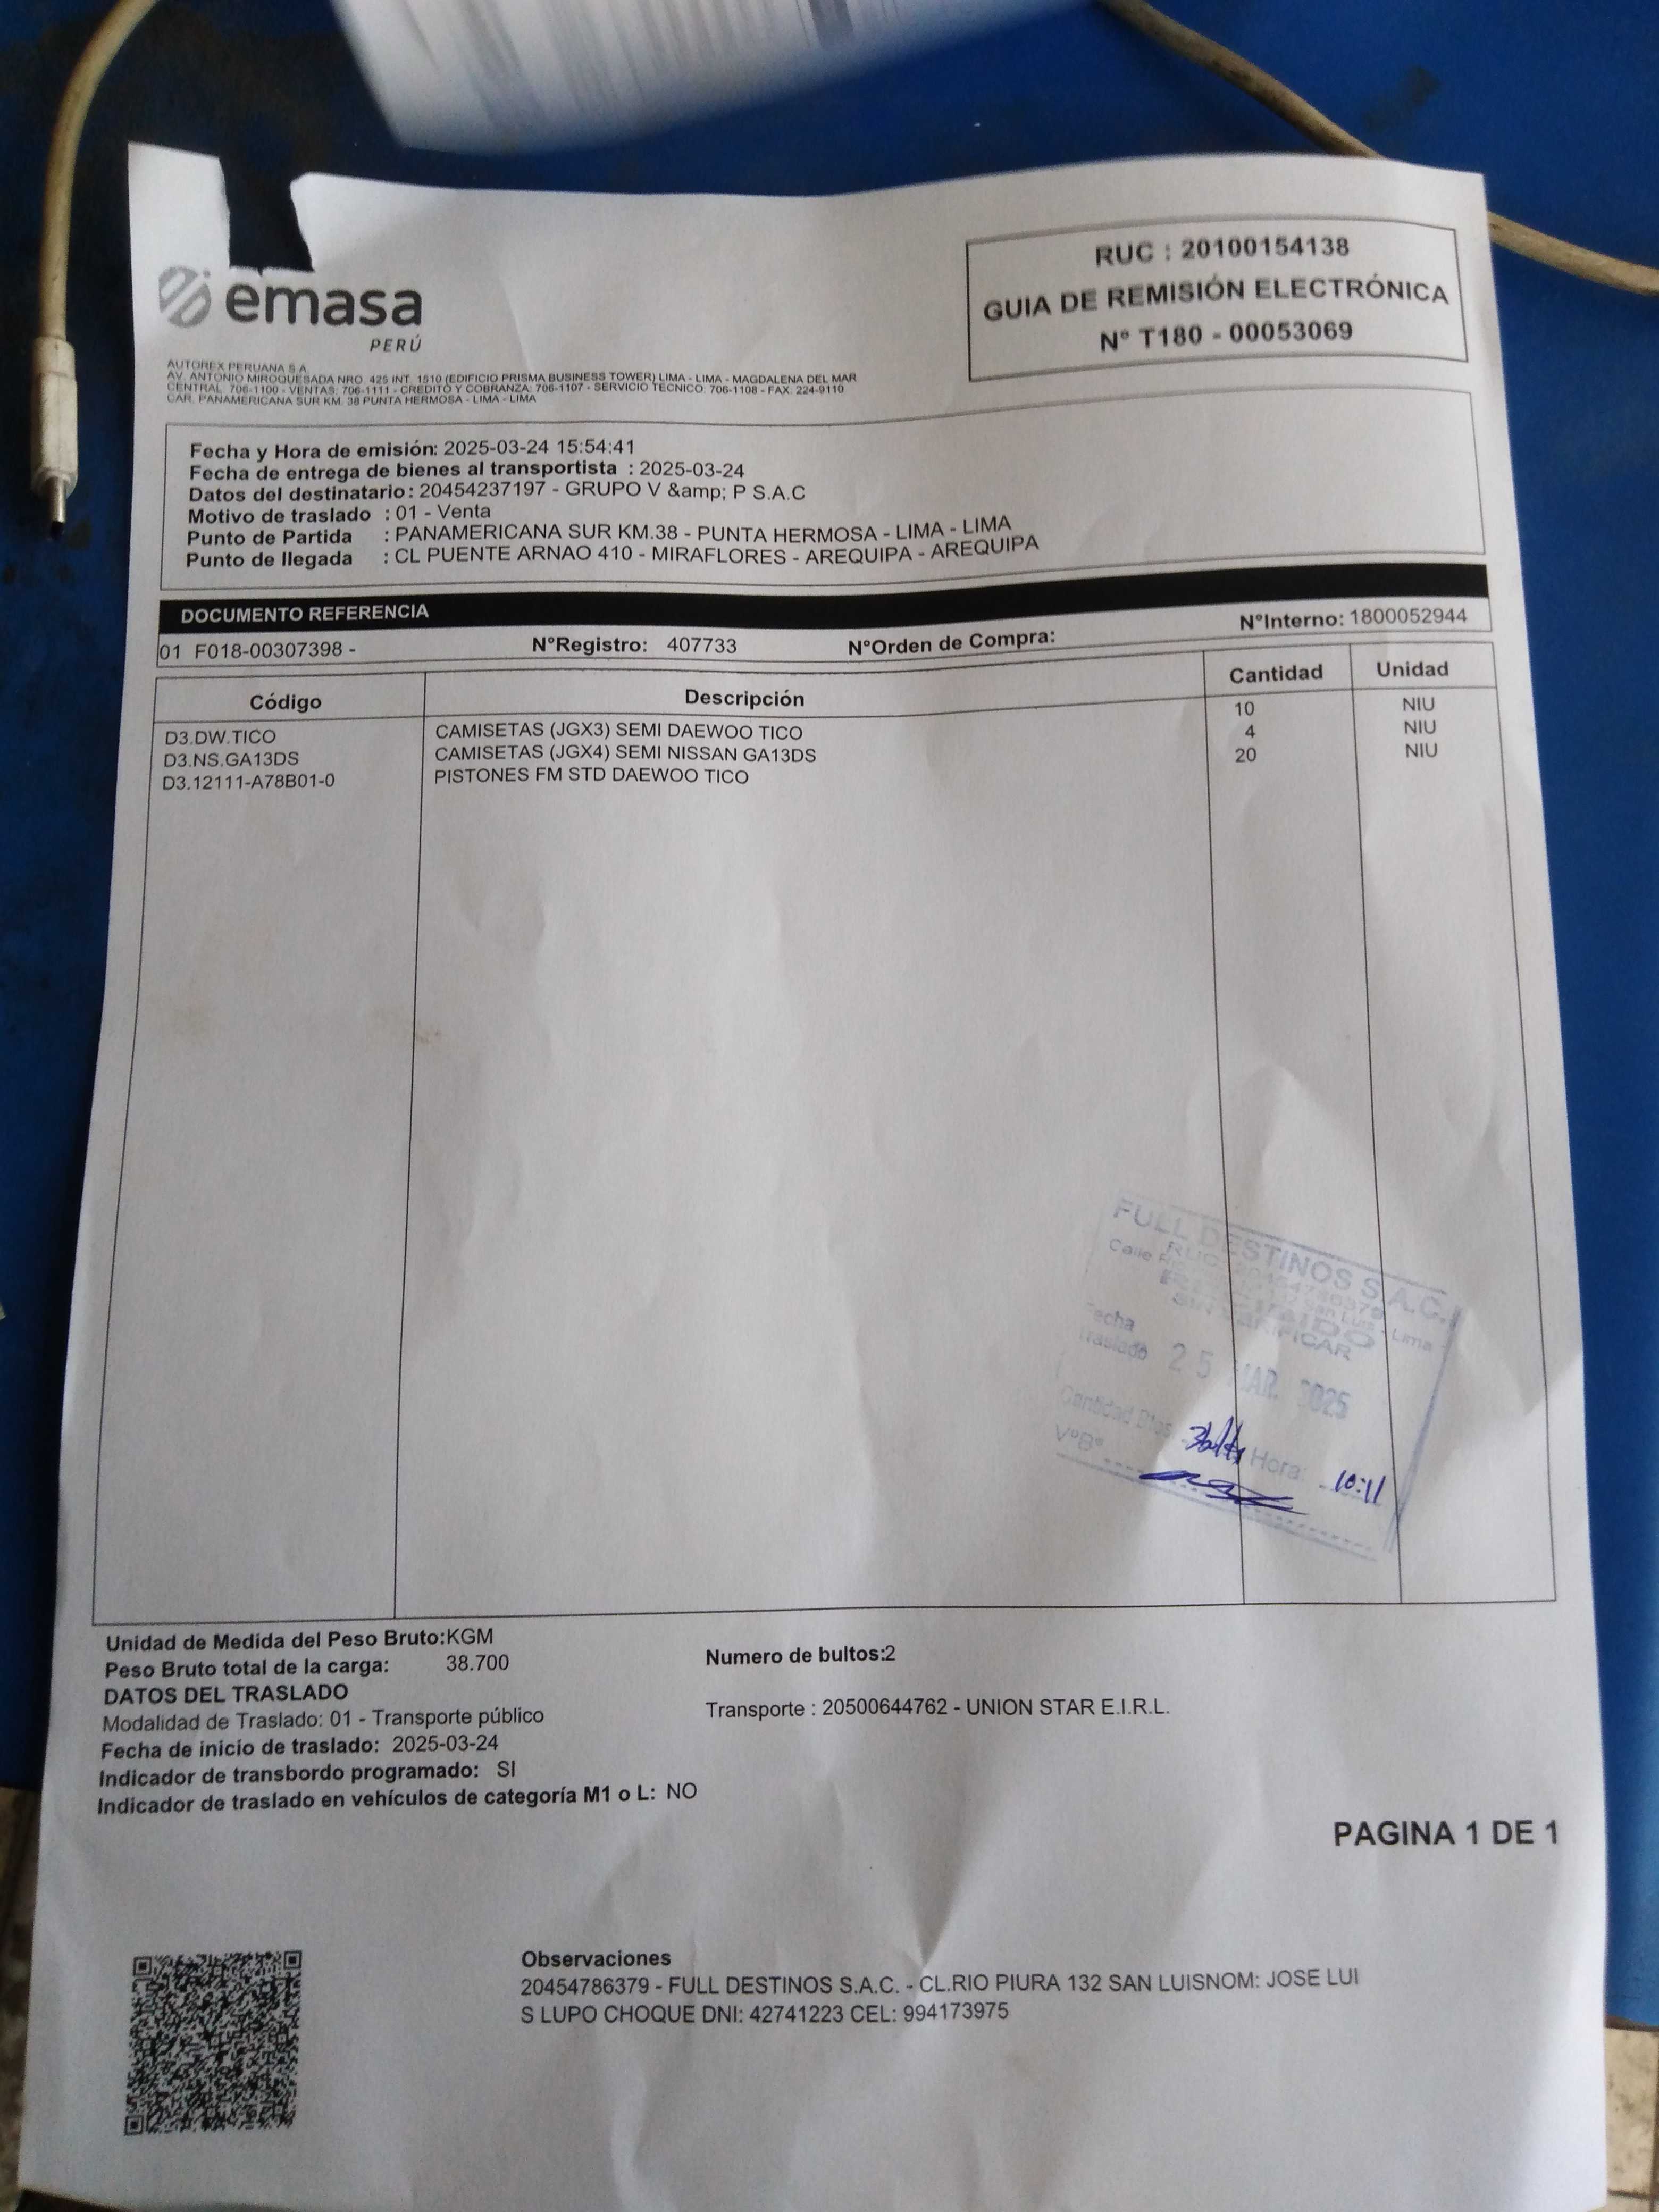 emasa
PERÚ
RUC : 20100154138
GUIA DE REMISIÓN ELECTRÓNICA
N° T180 - 00053069
AUTOREX PERUANA S.A.
AV. ANTONIO MIROQUESADA NRO. 425 INT. 1510 (EDIFICIO PRISMA BUSINESS TOWER) LIMA - LIMA - MAGDALENA DEL MAR
CENTRAL: 706-1100 - VENTAS: 706-1111 - CREDITO Y COBRANZA: 706-1107 - SERVICIO TECNICO: 706-1108 - FAX: 224-9110
CAR. PANAMERICANA SUR KM. 38 PUNTA HERMOSA - LIMA - LIMA
Fecha y Hora de emisión: 2025-03-24 15:54:41
Fecha de entrega de bienes al transportista : 2025-03-24
Datos del destinatario: 20454237197 - GRUPO V &amp; P S.A.C
Motivo de traslado : 01 - Venta
Punto de Partida : PANAMERICANA SUR KM.38 - PUNTA HERMOSA - LIMA - LIMA
Punto de llegada : CL PUENTE ARNAO 410 - MIRAFLORES - AREQUIPA - AREQUIPA
DOCUMENTO REFERENCIA
01 F018-00307398 - N°Registro: 407733 N°Orden de Compra: N°Interno: 1800052944
Código Descripción Cantidad Unidad
D3.DW.TICO CAMISETAS (JGX3) SEMI DAEWOO TICO 10 NIU
D3.NS.GA13DS CAMISETAS (JGX4) SEMI NISSAN GA13DS 4 NIU
D3.12111-A78B01-0 PISTONES FM STD DAEWOO TICO 20 NIU
FULL DESTINOS S.A.C.
RUC
Calle San Luis - Lima
Fecha
Traslado 25 MAR. 2025
Cantidad Hora: 10:11
V°B°
Unidad de Medida del Peso Bruto:KGM
Peso Bruto total de la carga: 38.700 Numero de bultos:2
DATOS DEL TRASLADO
Modalidad de Traslado: 01 - Transporte público Transporte : 20500644762 - UNION STAR E.I.R.L.
Fecha de inicio de traslado: 2025-03-24
Indicador de transbordo programado: SI
Indicador de traslado en vehículos de categoría M1 o L: NO
PAGINA 1 DE 1
Observaciones
20454786379 - FULL DESTINOS S.A.C. - CL.RIO PIURA 132 SAN LUISNOM: JOSE LUI
S LUPO CHOQUE DNI: 42741223 CEL: 994173975